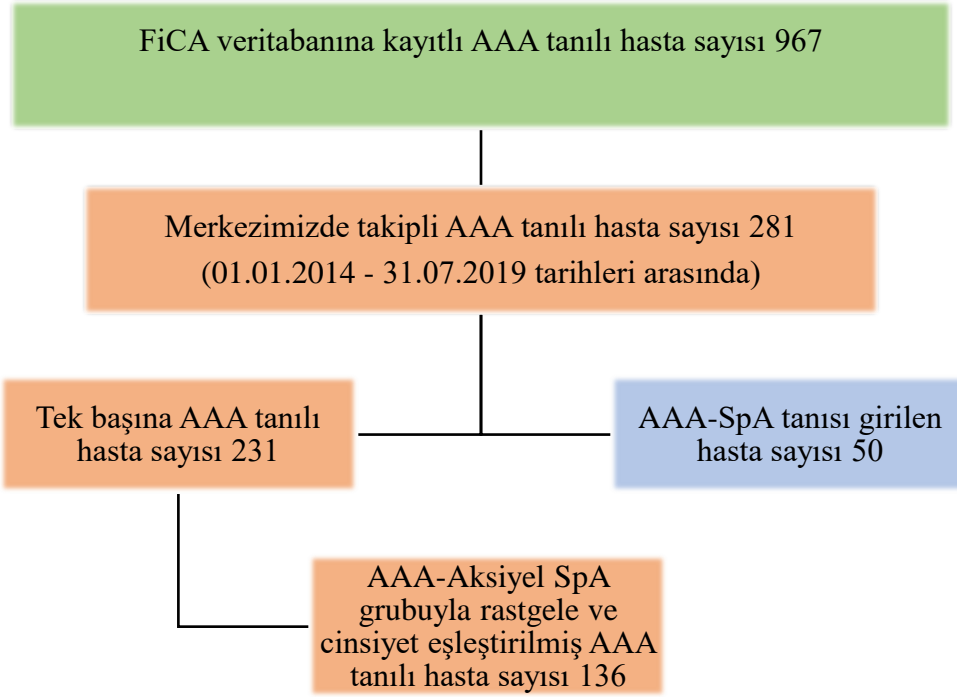 FiCA veritabanına kayıtlı AAA tanılı hasta sayısı 967
Merkezimizde takipli AAA tanılı hasta sayısı 281
(01.01.2014 - 31.07.2019 tarihleri arasında)
Tek başına AAA tanılı
hasta sayısı 231
AAA-SpA tanısı girilen
hasta sayısı 50
AAA-Aksiyel SpA
grubuyla rastgele ve
cinsiyet eşleştirilmiş AAA
tanılı hasta sayısı 136